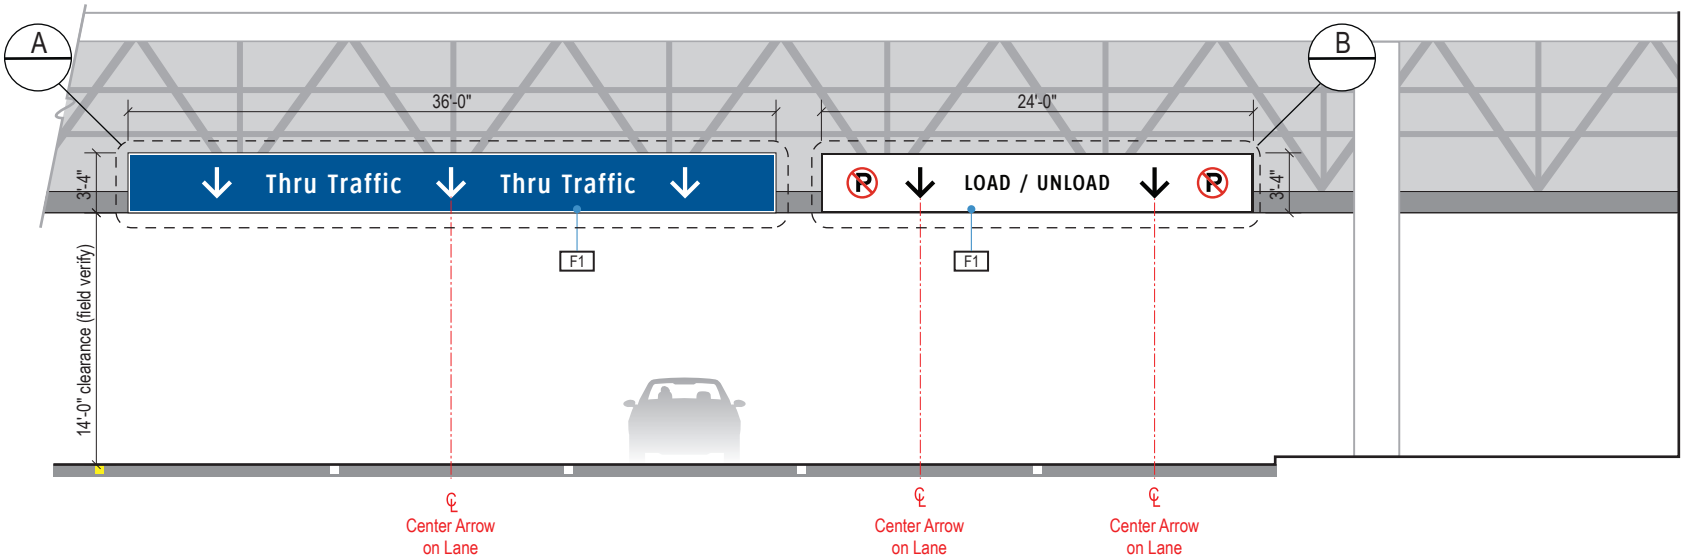 A
B
36'-0"
24'-0"
3'-4"
Thru Traffic Thru Traffic
P LOAD / UNLOAD P
3'-4"
F1
F1
14'-0" clearance (field verify)
℄
Center Arrow
on Lane
℄
Center Arrow
on Lane
℄
Center Arrow
on Lane